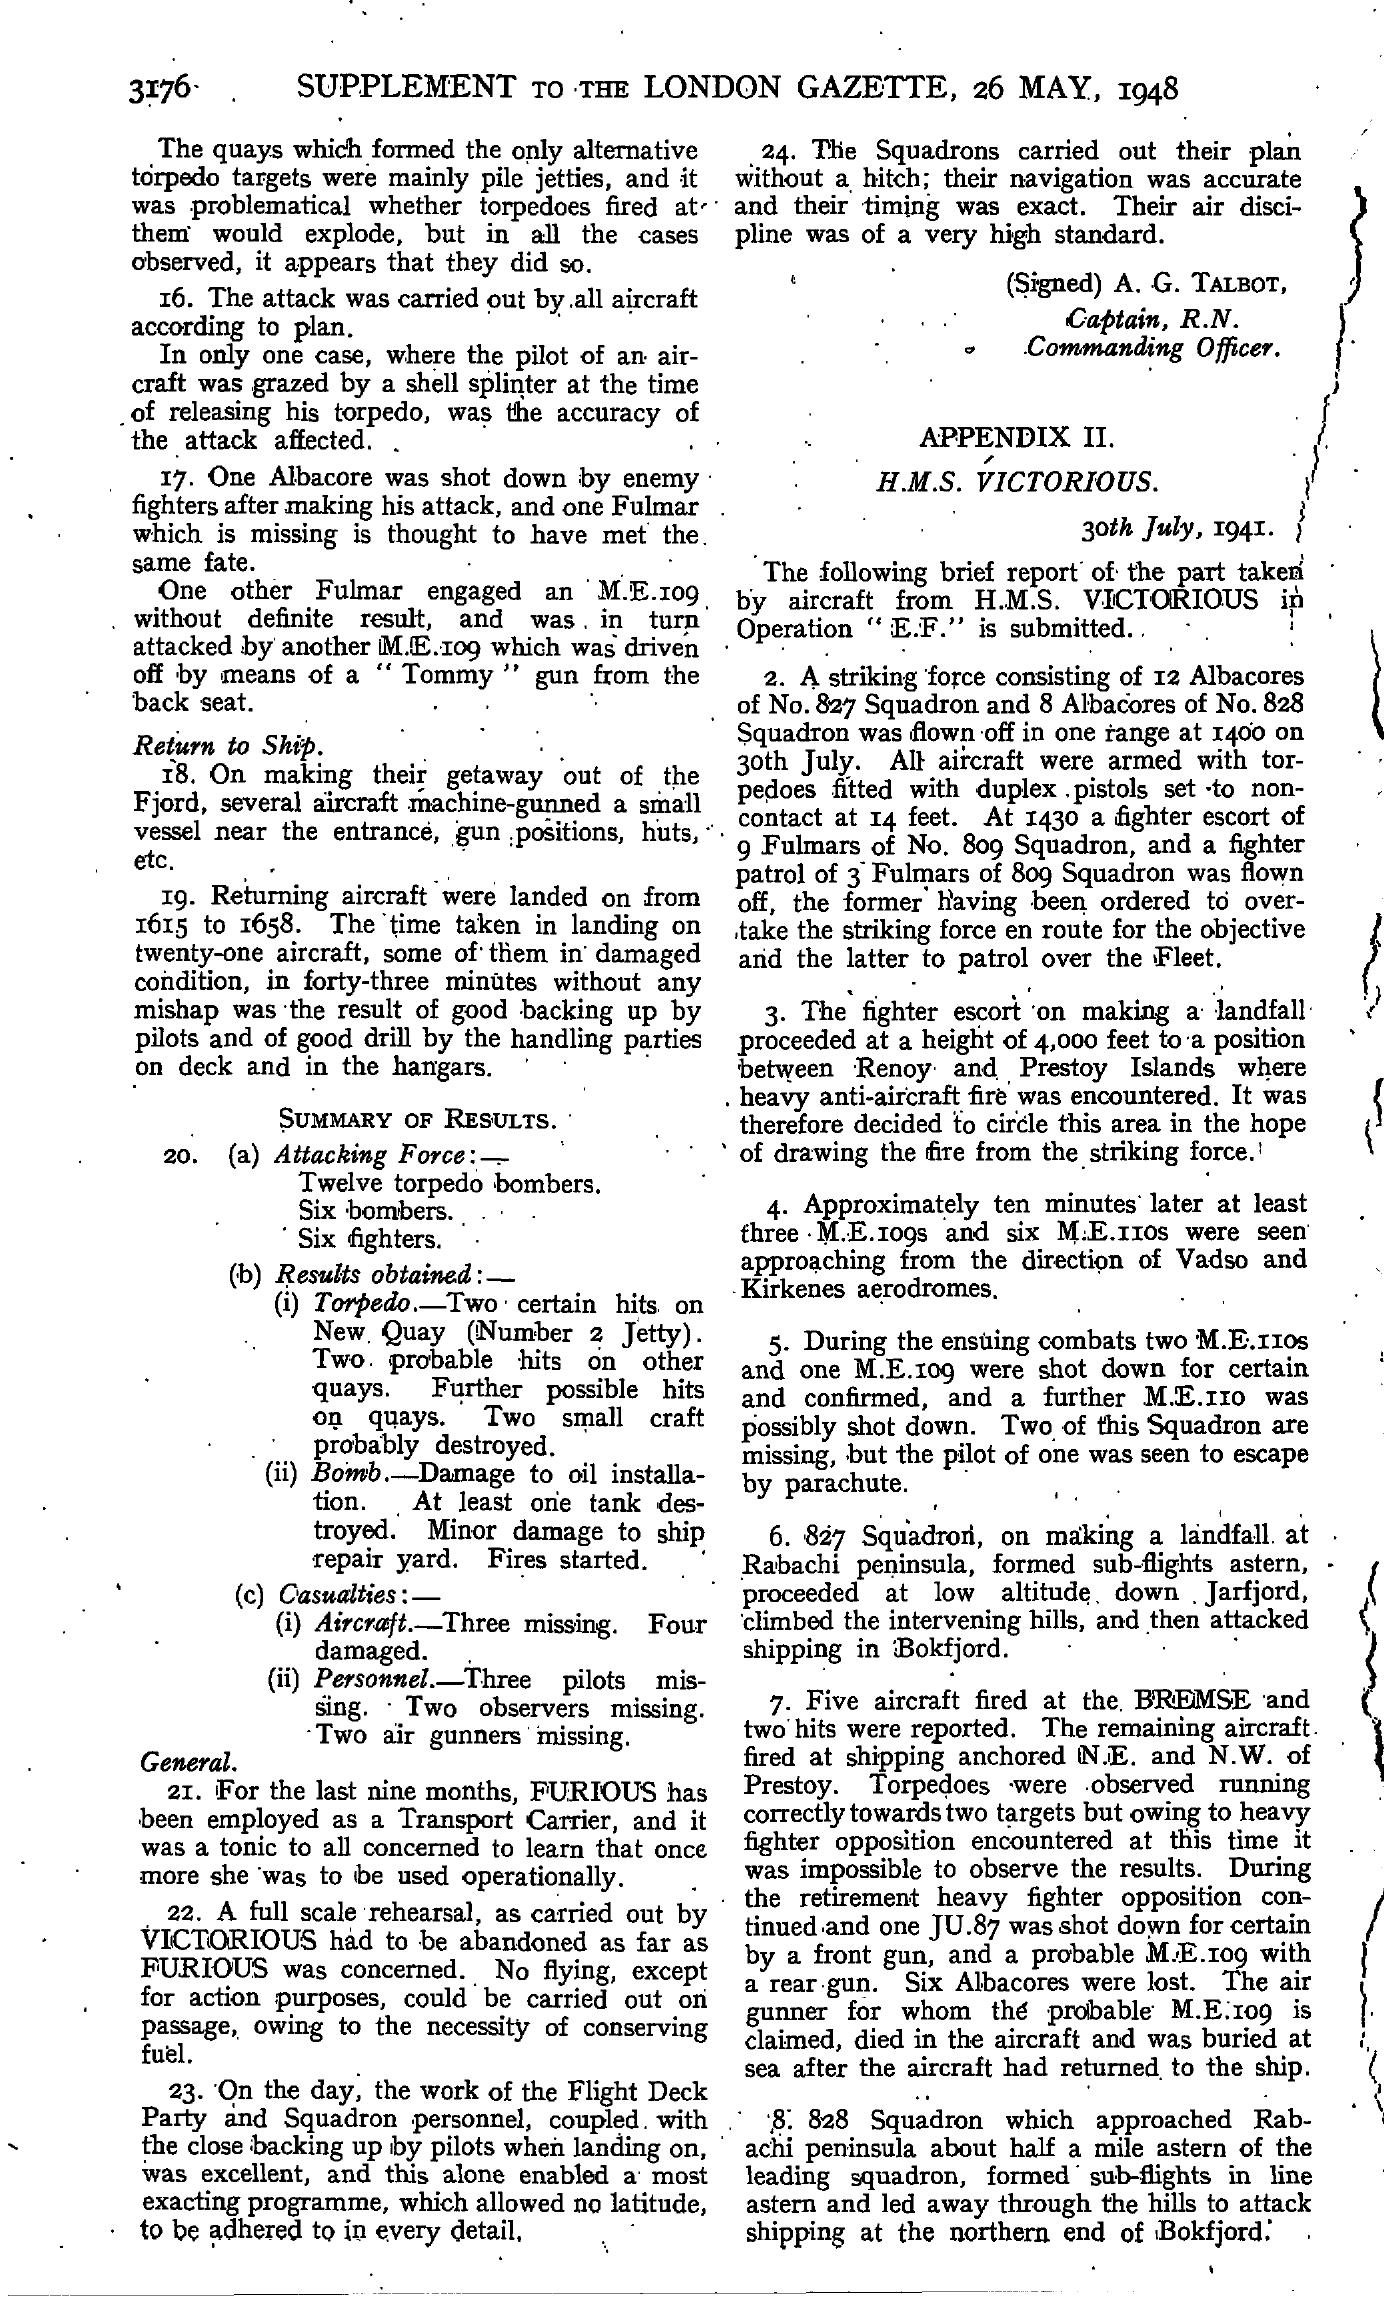 3176 SUPPLEMENT TO THE LONDON GAZETTE, 26 MAY, 1948
The quays which formed the only alternative
torpedo targets were mainly pile jetties, and it
was problematical whether torpedoes fired at
them would explode, but in all the cases
observed, it appears that they did so.
16. The attack was carried out by all aircraft
according to plan.
In only one case, where the pilot of an air-
craft was grazed by a shell splinter at the time
of releasing his torpedo, was the accuracy of
the attack affected.
17. One Albacore was shot down by enemy
fighters after making his attack, and one Fulmar
which is missing is thought to have met the
same fate.
One other Fulmar engaged an M.E.109
without definite result, and was in turn
attacked by another M.E.109 which was driven
off by means of a " Tommy " gun from the
back seat.
Return to Ship.
18. On making their getaway out of the
Fjord, several aircraft machine-gunned a small
vessel near the entrance, gun positions, huts,
etc.
19. Returning aircraft were landed on from
1615 to 1658. The time taken in landing on
twenty-one aircraft, some of them in damaged
condition, in forty-three minutes without any
mishap was the result of good backing up by
pilots and of good drill by the handling parties
on deck and in the hangars.
SUMMARY OF RESULTS.
20. (a) Attacking Force:—
Twelve torpedo bombers.
Six bombers.
Six fighters.
(b) Results obtained:—
(i) Torpedo.—Two certain hits on
New Quay (Number 2 Jetty).
Two probable hits on other
quays. Further possible hits
on quays. Two small craft
probably destroyed.
(ii) Bomb.—Damage to oil installa-
tion. At least one tank des-
troyed. Minor damage to ship
repair yard. Fires started.
(c) Casualties:—
(i) Aircraft.—Three missing. Four
damaged.
(ii) Personnel.—Three pilots mis-
sing. Two observers missing.
Two air gunners missing.
General.
21. For the last nine months, FURIOUS has
been employed as a Transport Carrier, and it
was a tonic to all concerned to learn that once
more she was to be used operationally.
22. A full scale rehearsal, as carried out by
VICTORIOUS had to be abandoned as far as
FURIOUS was concerned. No flying, except
for action purposes, could be carried out on
passage, owing to the necessity of conserving
fuel.
23. On the day, the work of the Flight Deck
Party and Squadron personnel, coupled with
the close backing up by pilots when landing on,
was excellent, and this alone enabled a most
exacting programme, which allowed no latitude,
to be adhered to in every detail.
24. The Squadrons carried out their plan
without a hitch; their navigation was accurate
and their timing was exact. Their air disci-
pline was of a very high standard.
(Signed) A. G. TALBOT,
Captain, R.N.
Commanding Officer.
APPENDIX II.
H.M.S. VICTORIOUS.
30th July, 1941.
The following brief report of the part taken
by aircraft from H.M.S. VICTORIOUS in
Operation " E.F." is submitted.
2. A striking force consisting of 12 Albacores
of No. 827 Squadron and 8 Albacores of No. 828
Squadron was flown off in one range at 1400 on
30th July. All aircraft were armed with tor-
pedoes fitted with duplex pistols set to non-
contact at 14 feet. At 1430 a fighter escort of
9 Fulmars of No. 809 Squadron, and a fighter
patrol of 3 Fulmars of 809 Squadron was flown
off, the former having been ordered to over-
take the striking force en route for the objective
and the latter to patrol over the Fleet.
3. The fighter escort on making a landfall
proceeded at a height of 4,000 feet to a position
between Renoy and Prestoy Islands where
heavy anti-aircraft fire was encountered. It was
therefore decided to circle this area in the hope
of drawing the fire from the striking force.
4. Approximately ten minutes later at least
three M.E.109s and six M.E.110s were seen
approaching from the direction of Vadso and
Kirkenes aerodromes.
5. During the ensuing combats two M.E.110s
and one M.E.109 were shot down for certain
and confirmed, and a further M.E.110 was
possibly shot down. Two of this Squadron are
missing, but the pilot of one was seen to escape
by parachute.
6. 827 Squadron, on making a landfall at
Rabachi peninsula, formed sub-flights astern,
proceeded at low altitude down Jarfjord,
climbed the intervening hills, and then attacked
shipping in Bokfjord.
7. Five aircraft fired at the BREMSE and
two hits were reported. The remaining aircraft
fired at shipping anchored N.E. and N.W. of
Prestoy. Torpedoes were observed running
correctly towards two targets but owing to heavy
fighter opposition encountered at this time it
was impossible to observe the results. During
the retirement heavy fighter opposition con-
tinued and one JU.87 was shot down for certain
by a front gun, and a probable M.E.109 with
a rear gun. Six Albacores were lost. The air
gunner for whom the probable M.E.109 is
claimed, died in the aircraft and was buried at
sea after the aircraft had returned to the ship.
8. 828 Squadron which approached Rab-
achi peninsula about half a mile astern of the
leading squadron, formed sub-flights in line
astern and led away through the hills to attack
shipping at the northern end of Bokfjord.